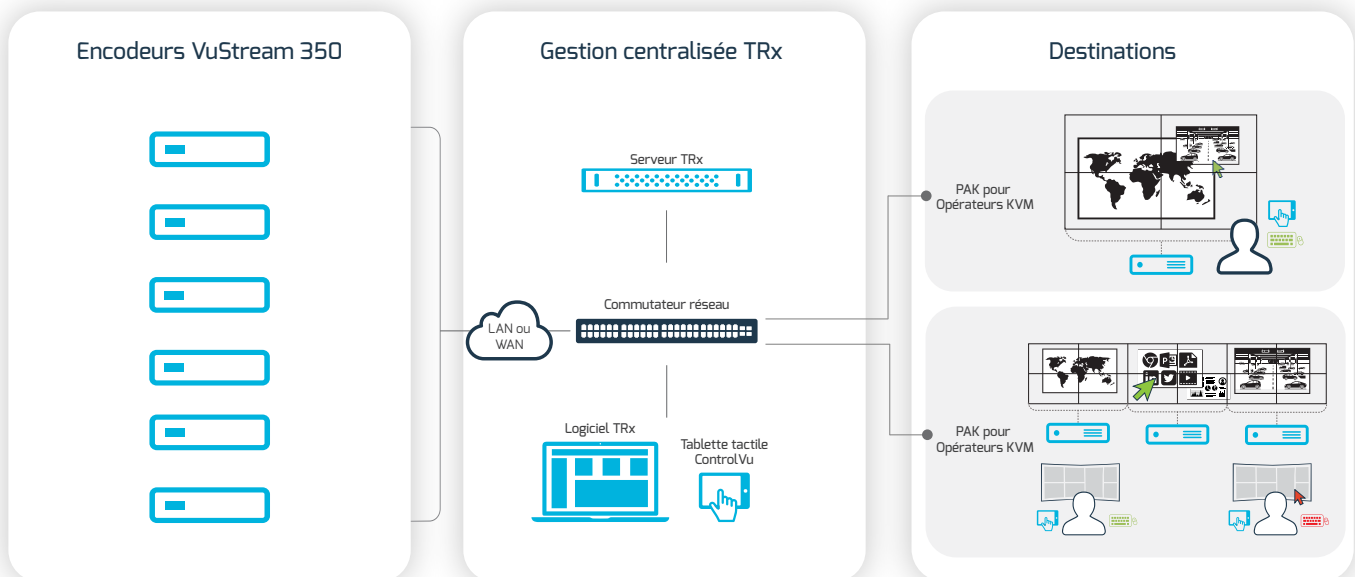 Encodeurs VuStream 350
Gestion centralisée TRx
Serveur TRx
LAN ou
WAN
Commutateur réseau
Logiciel TRx
Tablette tactile
ControlVu
Destinations
PAK pour
Opérateurs KVM
PAK pour
Opérateurs KVM